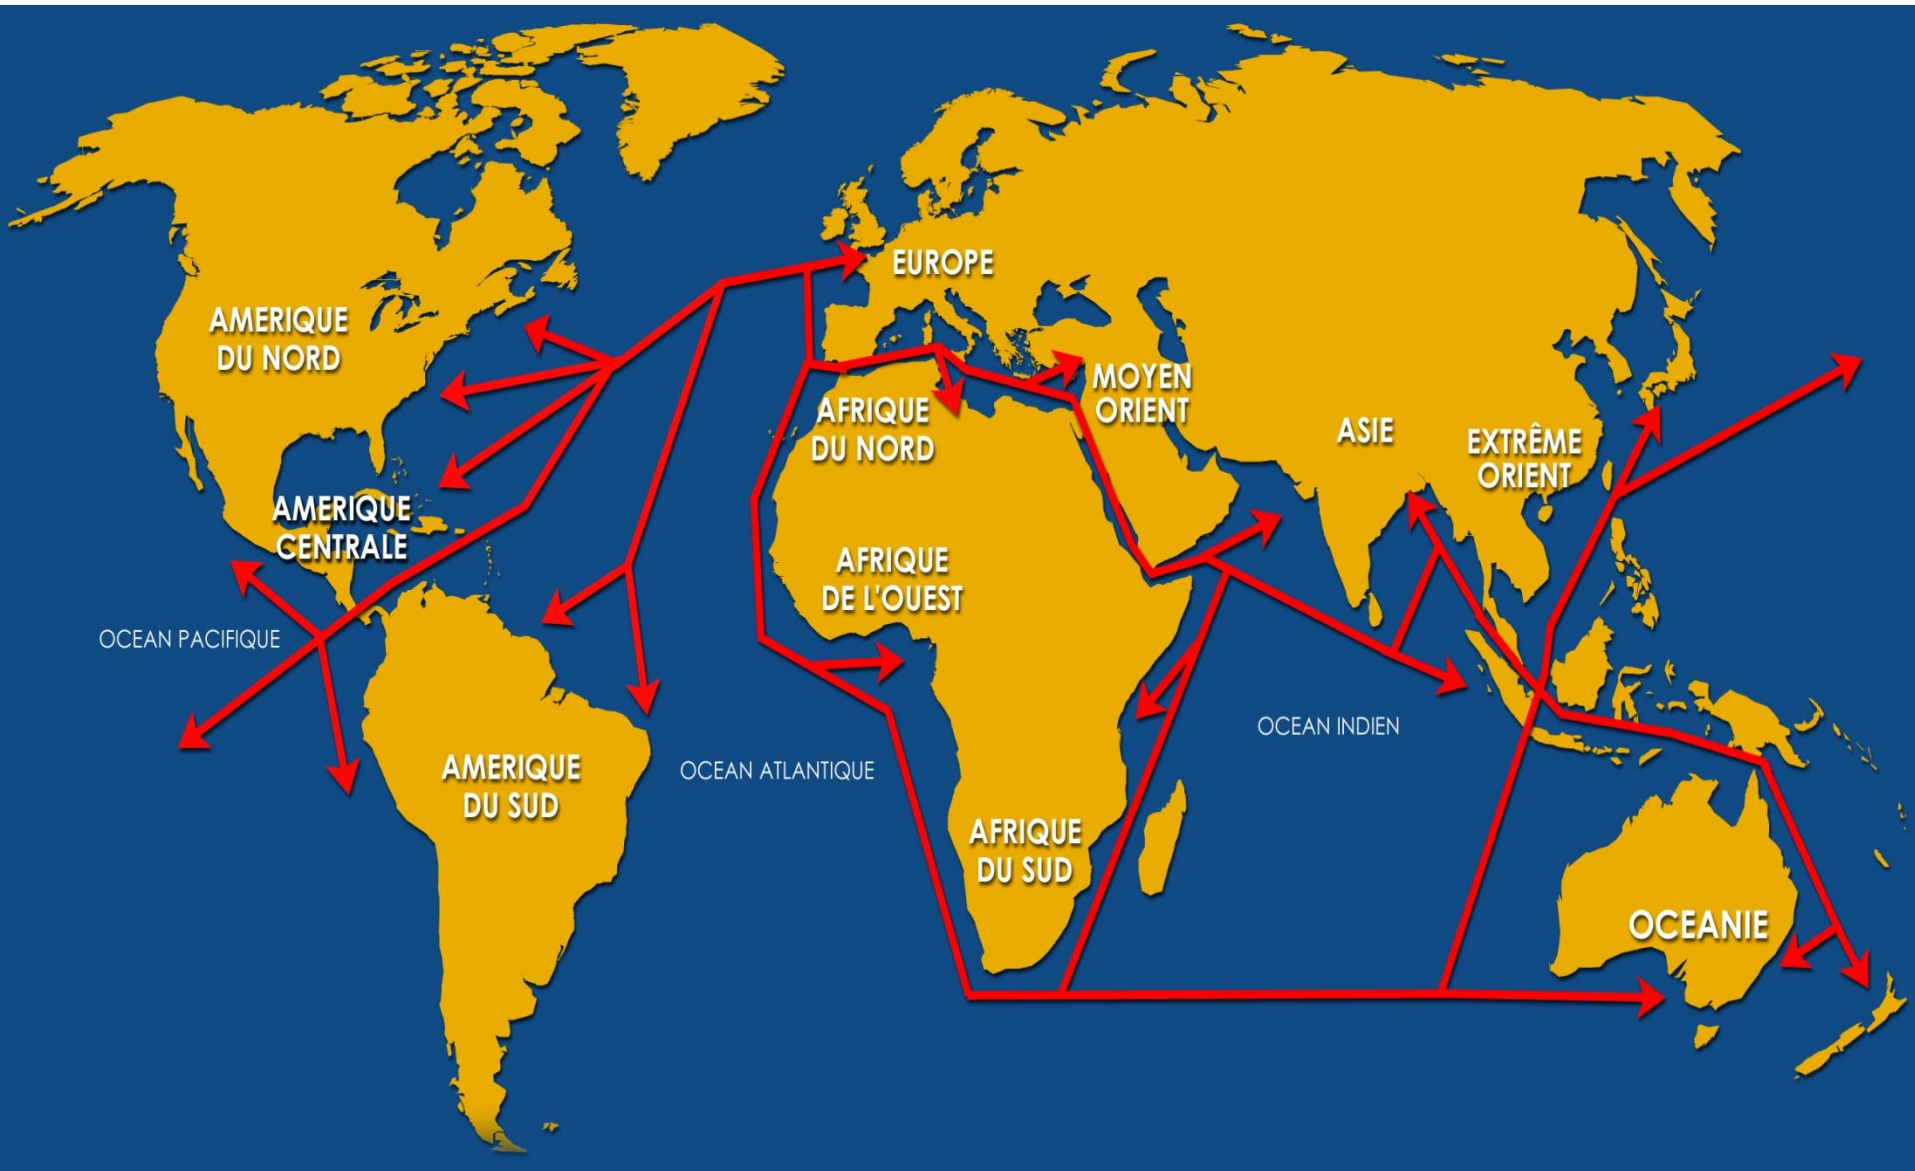 EUROPE
AMERIQUE
DU NORD
MOYEN
ORIENT
AFRIQUE
DU NORD
ASIE
EXTRÊME
ORIENT
AMERIQUE
CENTRALE
AFRIQUE
DE L'OUEST
OCEAN PACIFIQUE
OCEAN INDIEN
AMERIQUE
DU SUD
OCEAN ATLANTIQUE
AFRIQUE
DU SUD
OCEANIE